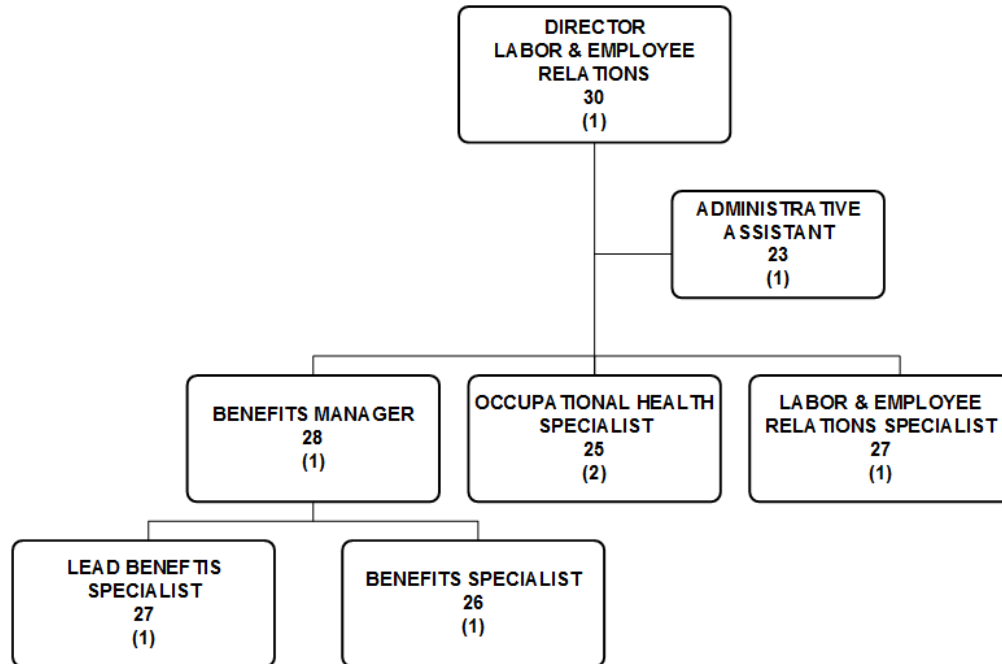 DIRECTOR
LABOR & EMPLOYEE
RELATIONS
30
(1)
ADMINISTRATIVE
ASSISTANT
23
(1)
BENEFITS MANAGER
28
(1)
OCCUPATIONAL HEALTH
SPECIALIST
25
(2)
LABOR & EMPLOYEE
RELATIONS SPECIALIST
27
(1)
LEAD BENEFTIS
SPECIALIST
27
(1)
BENEFITS SPECIALIST
26
(1)